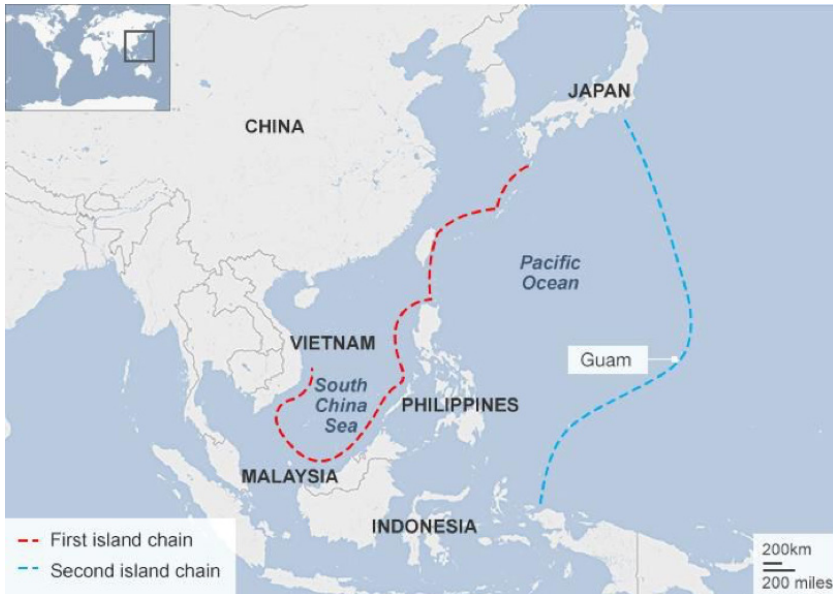 JAPAN
CHINA
Pacific
Ocean
VIETNAM
Guam
South
China
Sea
PHILIPPINES
MALAYSIA
INDONESIA
First island chain
Second island chain
200km
200 miles